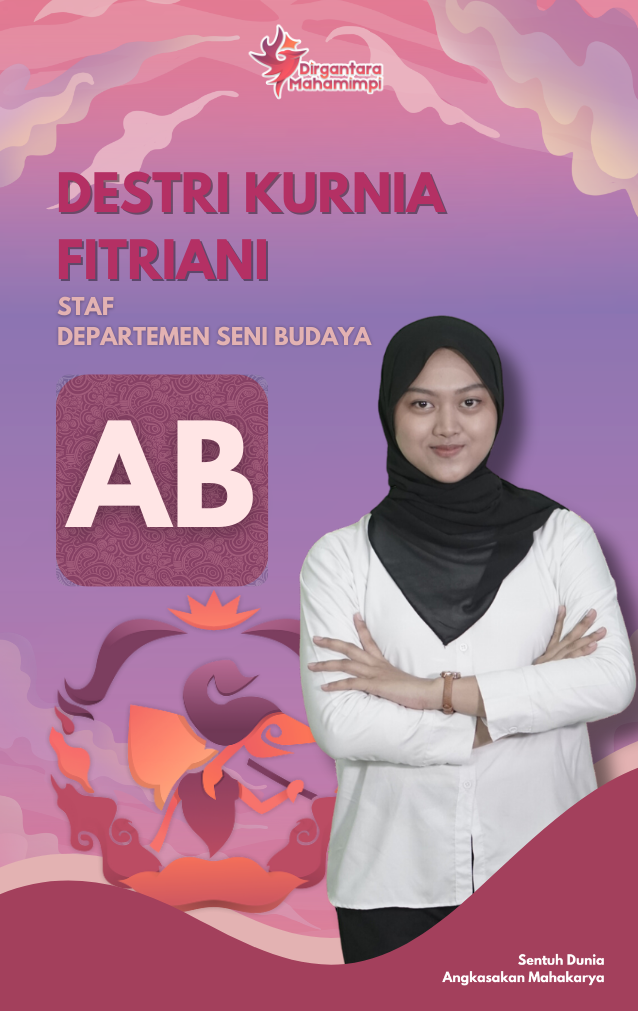 Dirgantara
Mahamimpi
DESTRI KURNIA
FITRIANI
STAF
DEPARTEMEN SENI BUDAYA
AB
Sentuh Dunia
Angkasakan Mahakarya